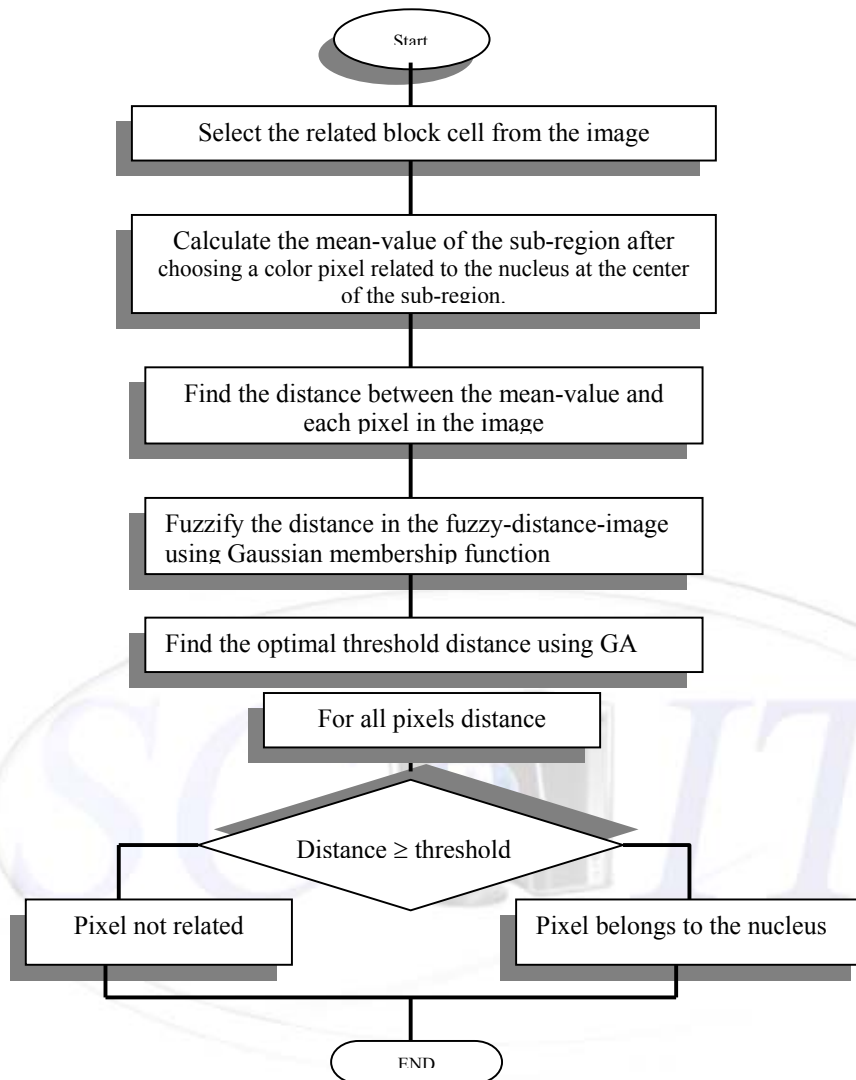 Start
Select the related block cell from the image
Calculate the mean-value of the sub-region after
choosing a color pixel related to the nucleus at the center
of the sub-region.
Find the distance between the mean-value and
each pixel in the image
Fuzzify the distance in the fuzzy-distance-image
using Gaussian membership function
Find the optimal threshold distance using GA
For all pixels distance
Distance ≥ threshold
Pixel not related
Pixel belongs to the nucleus
END